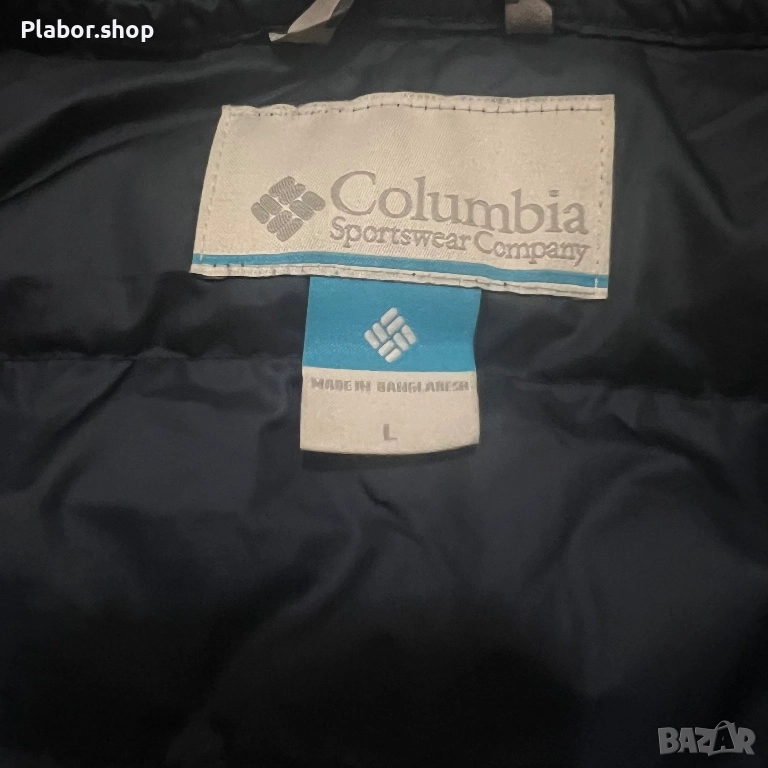 Plabor.shop
Columbia
Sportswear Company
MADE IN BANGLADESH
L
BAZAR